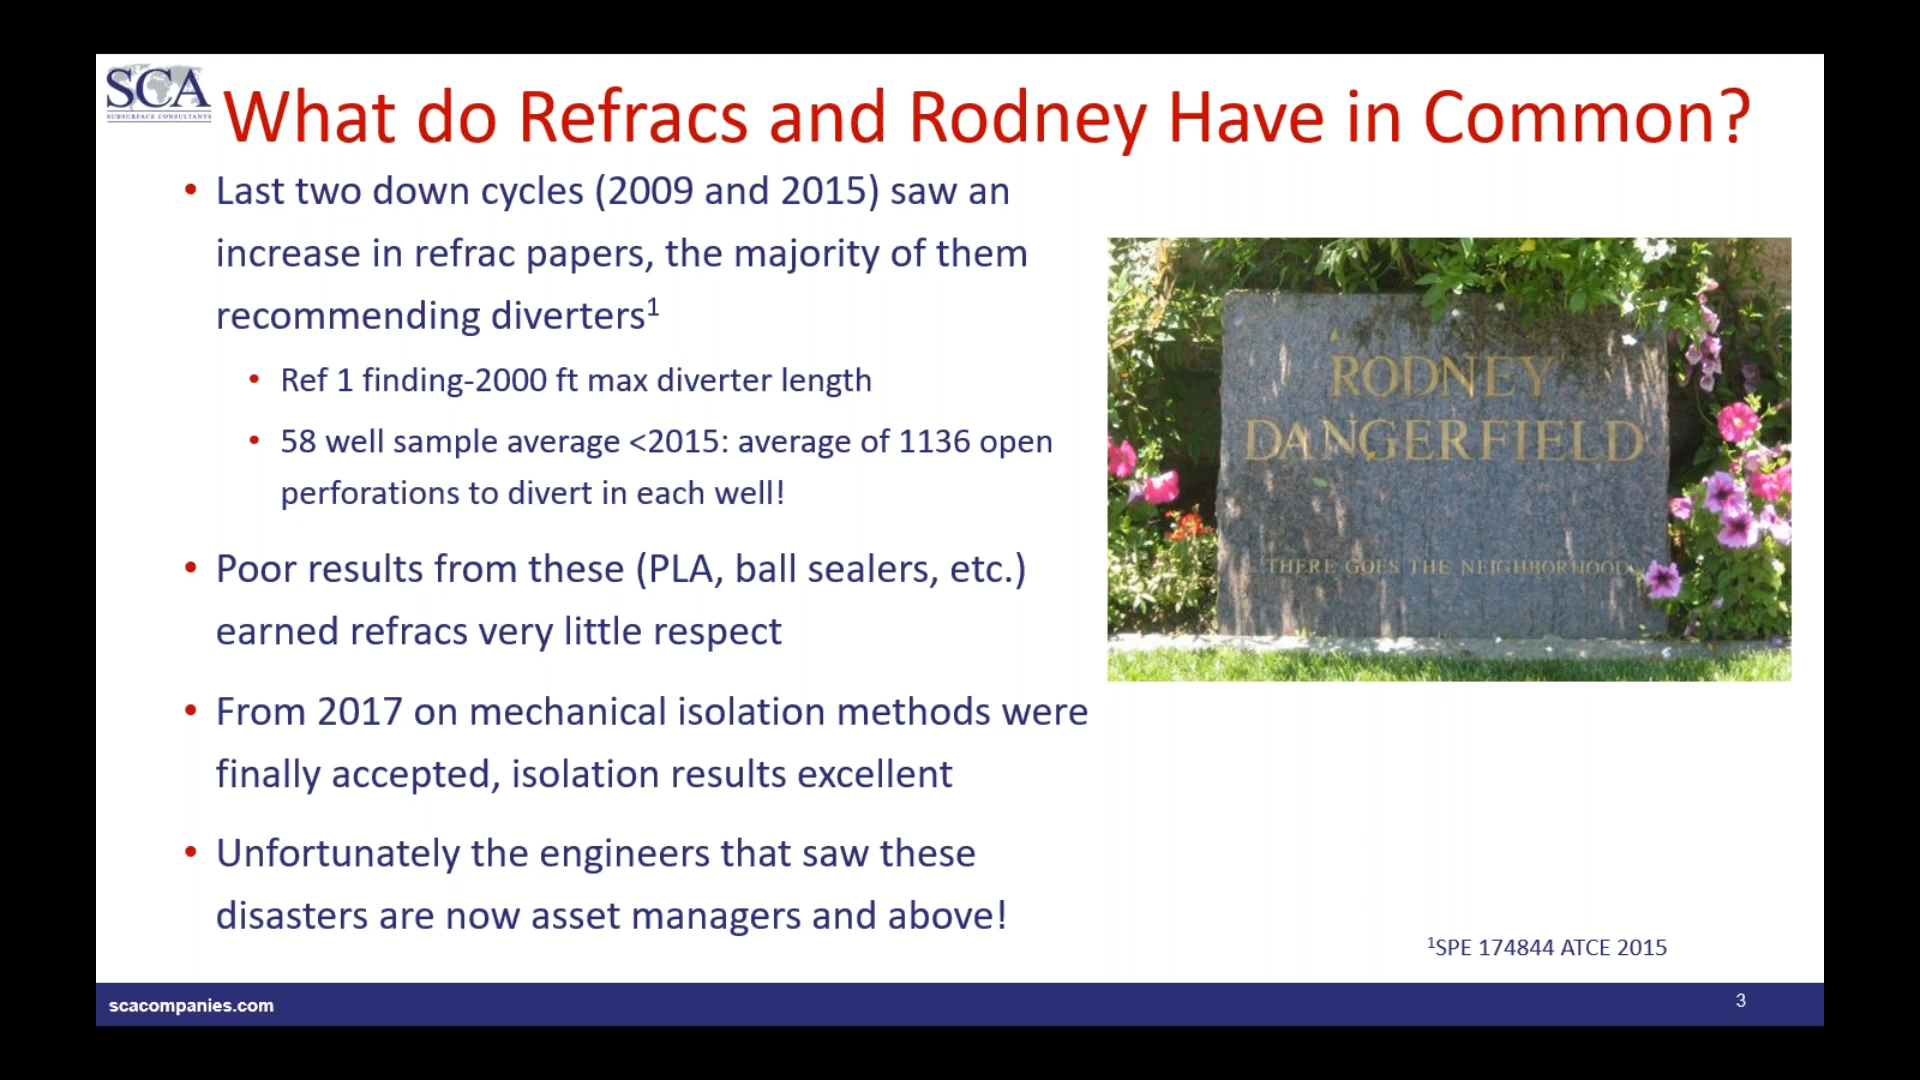 SCA
SUBSURFACE CONSULTANTS
What do Refracs and Rodney Have in Common?
• Last two down cycles (2009 and 2015) saw an
increase in refrac papers, the majority of them
recommending diverters¹
• Ref 1 finding-2000 ft max diverter length
• 58 well sample average <2015: average of 1136 open
perforations to divert in each well!
• Poor results from these (PLA, ball sealers, etc.)
earned refracs very little respect
• From 2017 on mechanical isolation methods were
finally accepted, isolation results excellent
• Unfortunately the engineers that saw these
disasters are now asset managers and above!
RODNEY
DANGERFIELD
THERE GOES THE NEIGHBORHOOD
¹SPE 174844 ATCE 2015
scacompanies.com
3